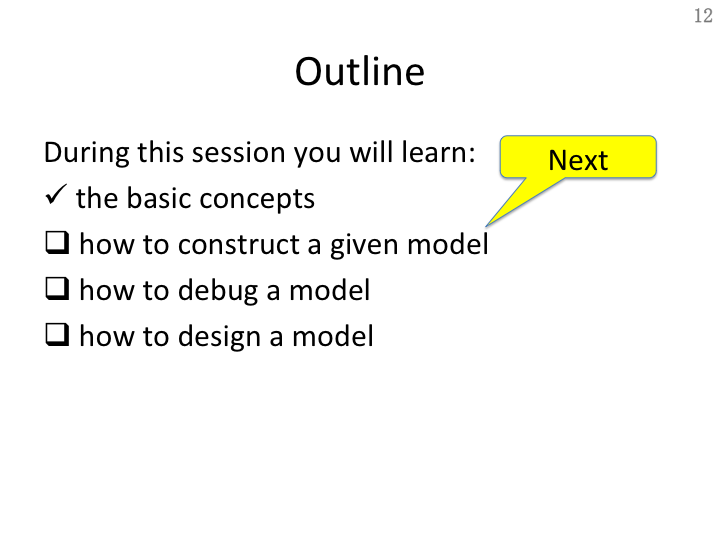 12
Outline
During this session you will learn:
Next
✓ the basic concepts
❑ how to construct a given model
❑ how to debug a model
❑ how to design a model